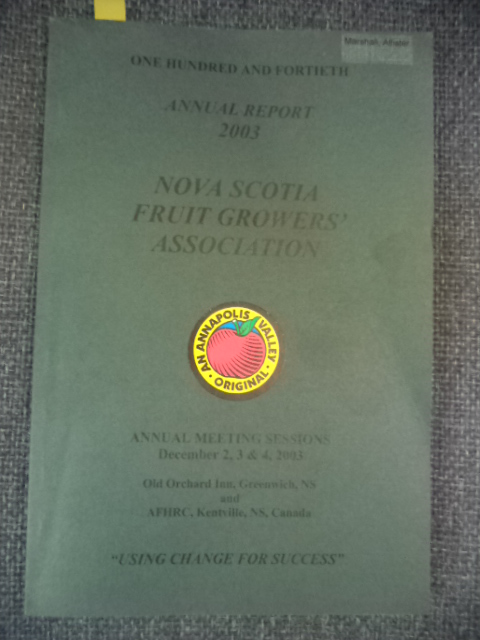 Marshall, Allister
ONE HUNDRED AND FORTIETH
ANNUAL REPORT
2003
NOVA SCOTIA
FRUIT GROWERS'
ASSOCIATION
AN ANNAPOLIS VALLEY
• ORIGINAL •
ANNUAL MEETING SESSIONS
December 2, 3 & 4, 2003
Old Orchard Inn, Greenwich, NS
and
AFHRC, Kentville, NS, Canada
"USING CHANGE FOR SUCCESS"